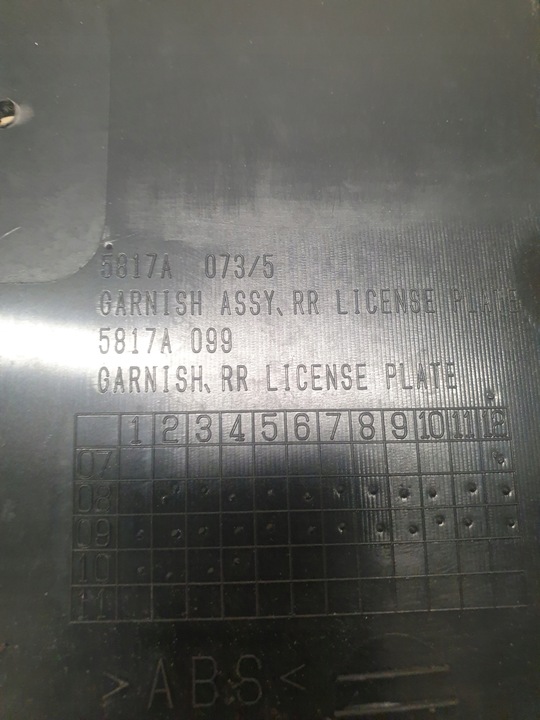 5817A 073/5
GARNISH ASSY, RR LICENSE PLATE
5817A 099
GARNISH, RR LICENSE PLATE
1 2 3 4 5 6 7 8 9 10 11 12
07
08
09
10
11
>ABS<